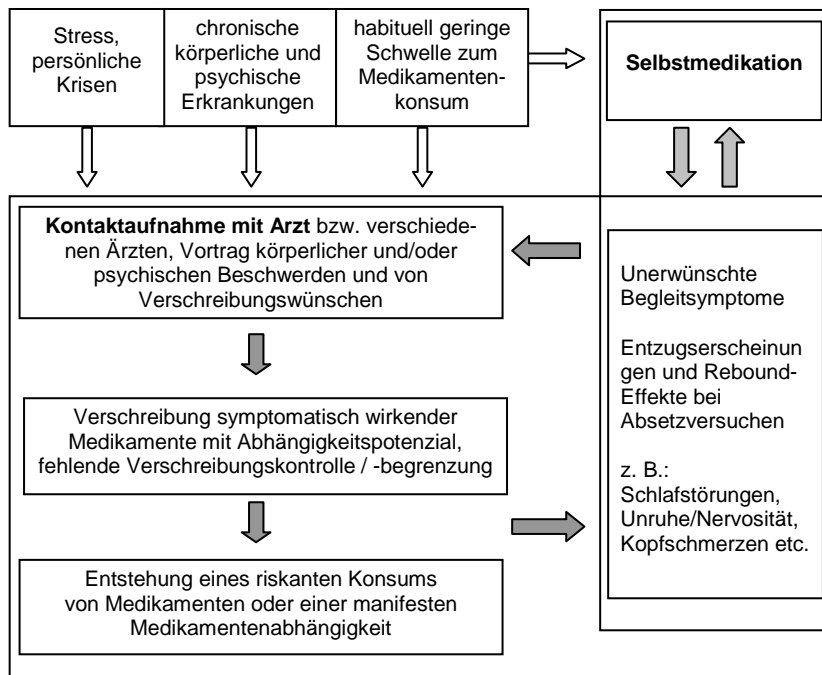 Stress,
persönliche
Krisen
chronische
körperliche und
psychische
Erkrankungen
habituell geringe
Schwelle zum
Medikamenten-
konsum
Selbstmedikation
Kontaktaufnahme mit Arzt bzw. verschiede-
nen Ärzten, Vortrag körperlicher und/oder
psychischen Beschwerden und von
Verschreibungswünschen
Verschreibung symptomatisch wirkender
Medikamente mit Abhängigkeitspotenzial,
fehlende Verschreibungskontrolle / -begrenzung
Entstehung eines riskanten Konsums
von Medikamenten oder einer manifesten
Medikamentenabhängigkeit
Unerwünschte
Begleitsymptome
Entzugserscheinun
gen und Rebound-
Effekte bei
Absetzversuchen
z. B.:
Schlafstörungen,
Unruhe/Nervosität,
Kopfschmerzen etc.